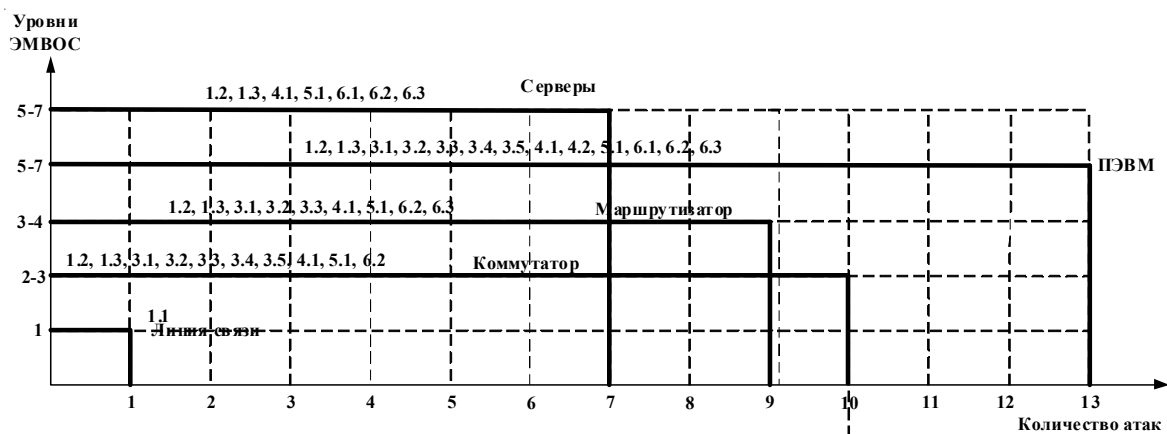 Уровни
ЭМВОС
1.2, 1.3, 4.1, 5.1, 6.1, 6.2, 6.3
Серверы
5-7
1.2, 1.3, 3.1, 3.2, 3.3, 3.4, 3.5, 4.1, 4.2, 5.1, 6.1, 6.2, 6.3
5-7
ПЭВМ
1.2, 1.3, 3.1, 3.2, 3.3, 4.1, 5.1, 6.2, 6.3
Маршрутизатор
3-4
1.2, 1.3, 3.1, 3.2, 3.3, 3.4, 3.5, 4.1, 5.1, 6.2
Коммутатор
2-3
1.1
1
Линия связи
1 2 3 4 5 6 7 8 9 10 11 12 13
Количество атак